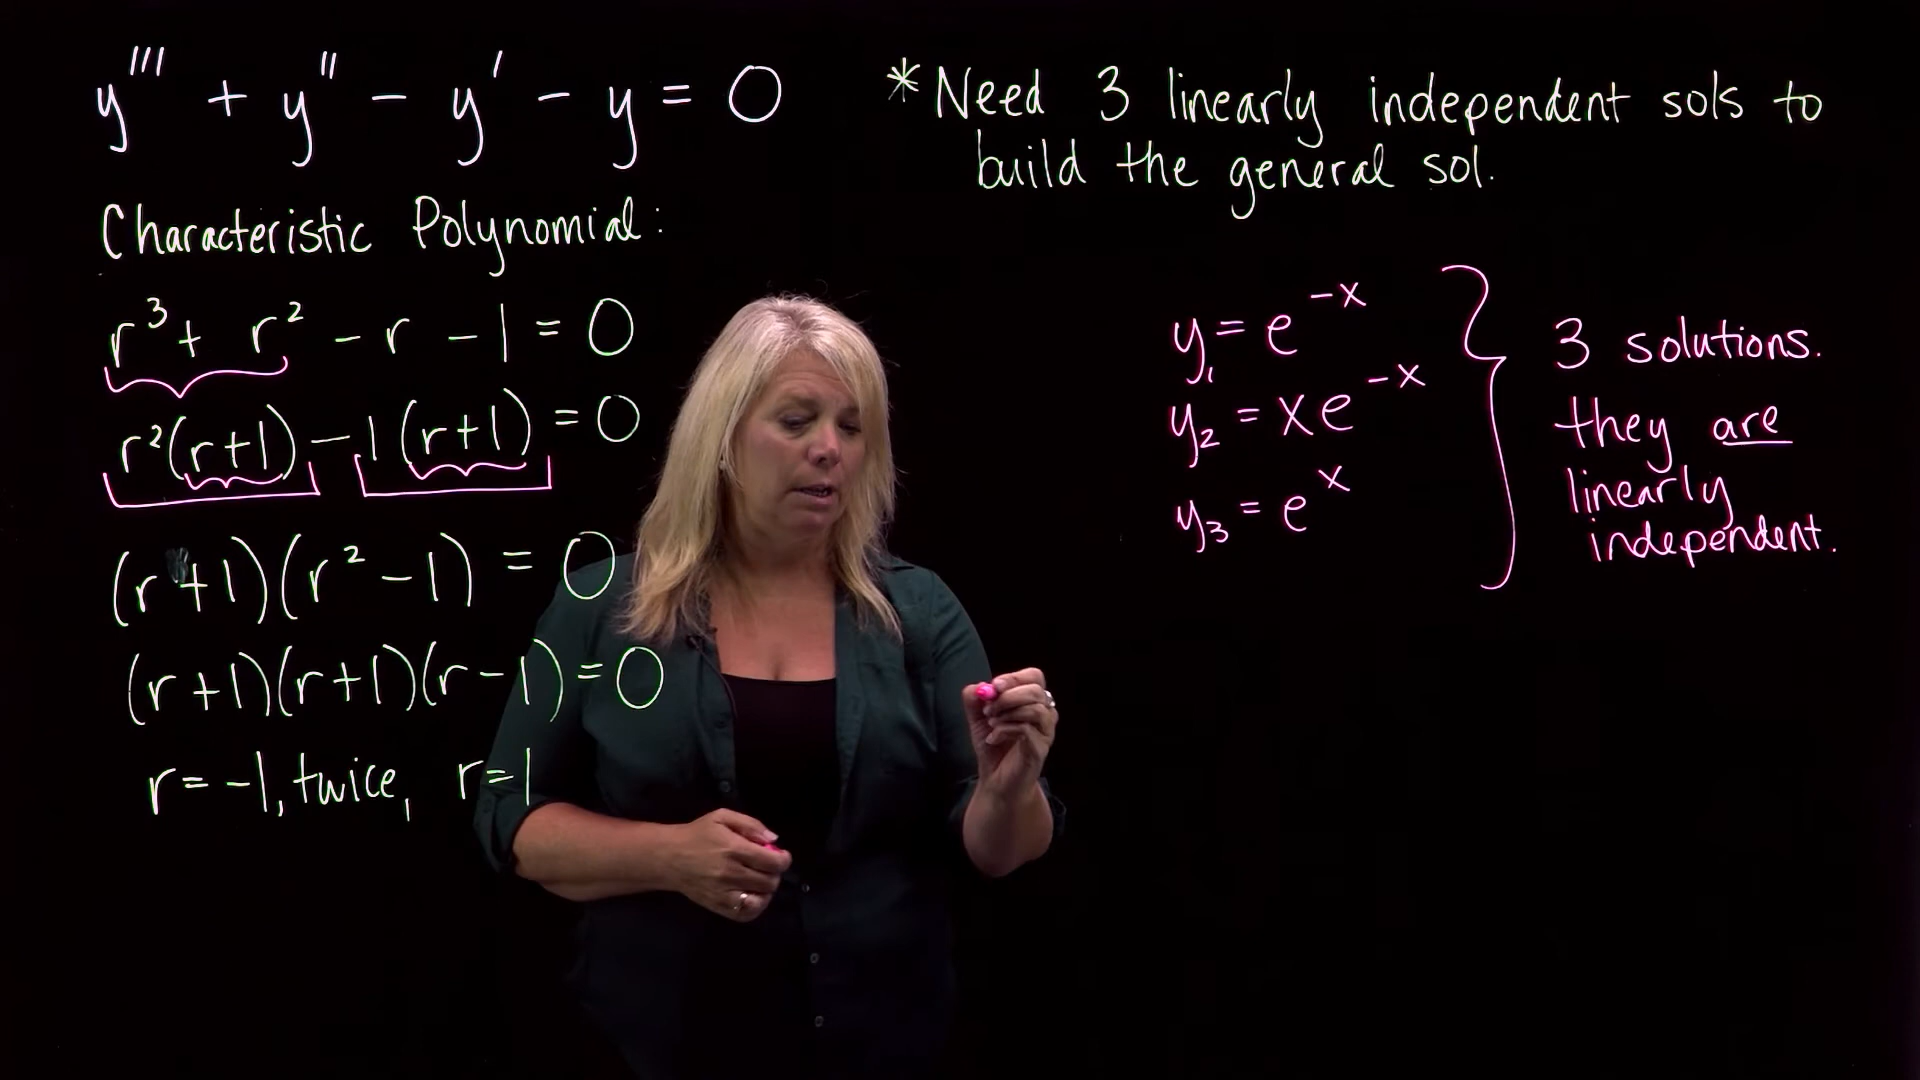 y''' + y'' - y' - y = 0
Characteristic Polynomial:
r³ + r² - r - 1 = 0
r²(r+1) - 1(r+1) = 0
(r+1)(r² - 1) = 0
(r+1)(r+1)(r-1) = 0
r = -1, twice, r = 1
* Need 3 linearly independent sols to
build the general sol.
y₁ = e^(-x)
y₂ = xe^(-x)
y₃ = e^x
3 solutions.
they are
linearly
independent.